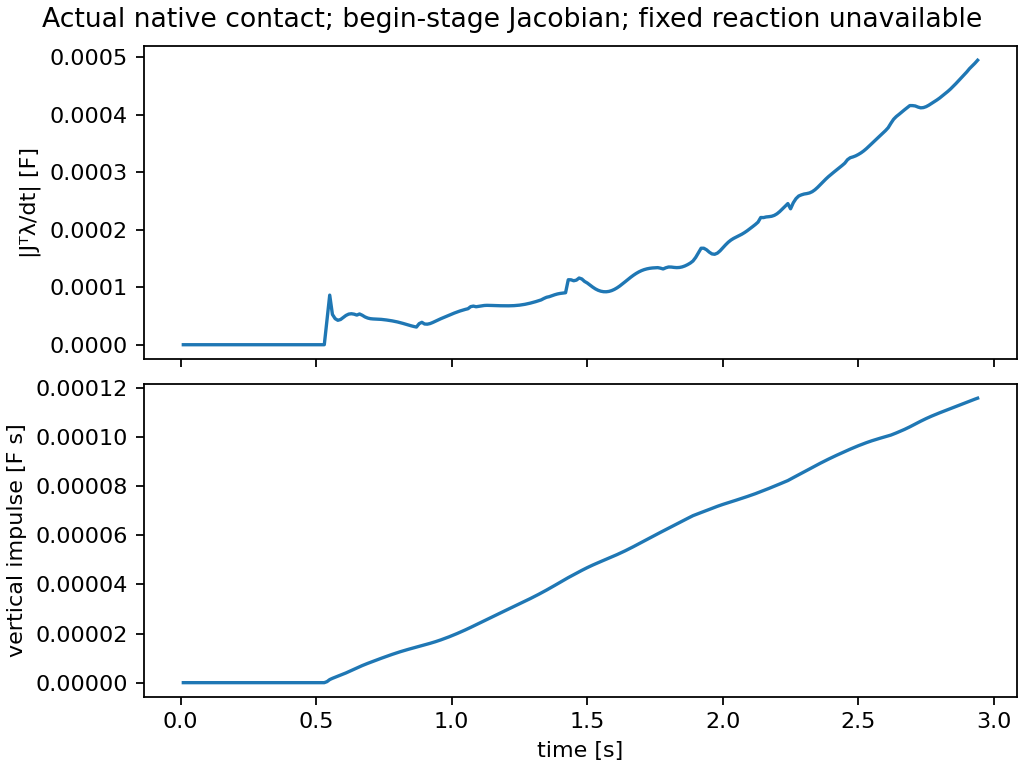 Actual native contact; begin-stage Jacobian; fixed reaction unavailable
|Jᵀλ/dt| [F]
0.0005
0.0004
0.0003
0.0002
0.0001
0.0000
vertical impulse [F s]
0.00012
0.00010
0.00008
0.00006
0.00004
0.00002
0.00000
0.0 0.5 1.0 1.5 2.0 2.5 3.0
time [s]